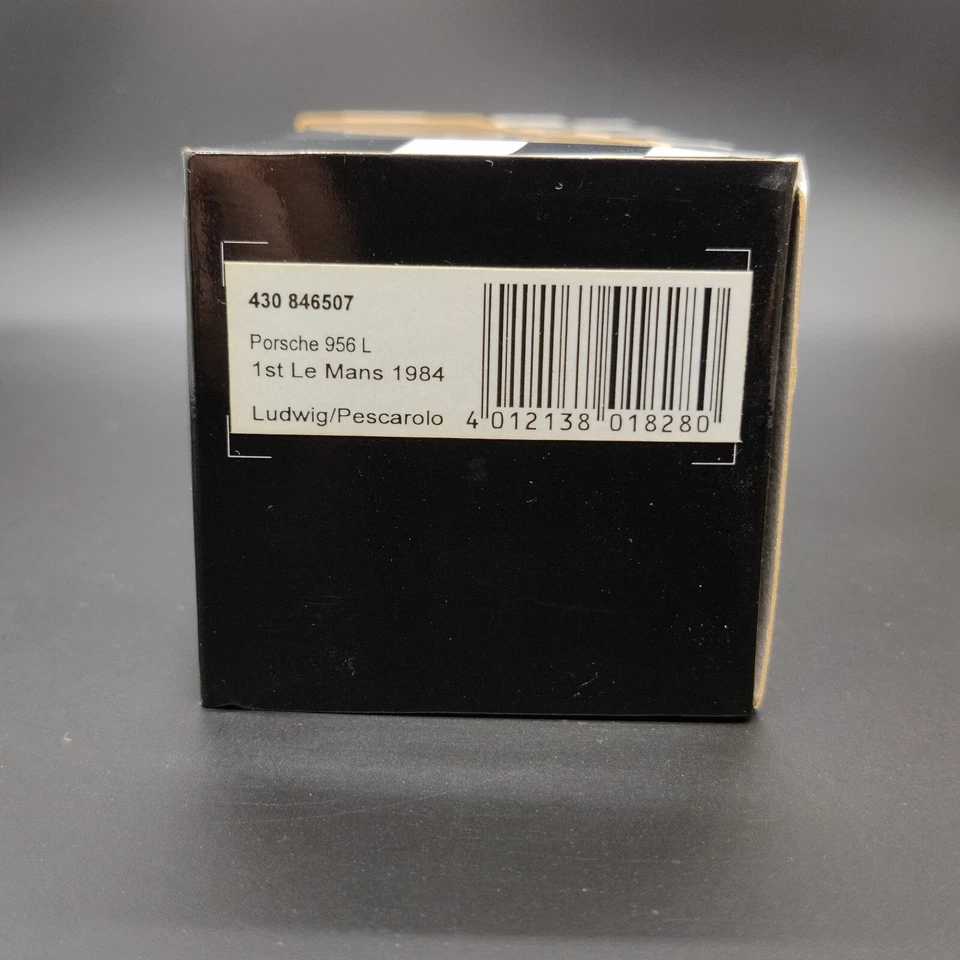 430 846507
Porsche 956 L
1st Le Mans 1984
Ludwig/Pescarolo
4 012138 018280